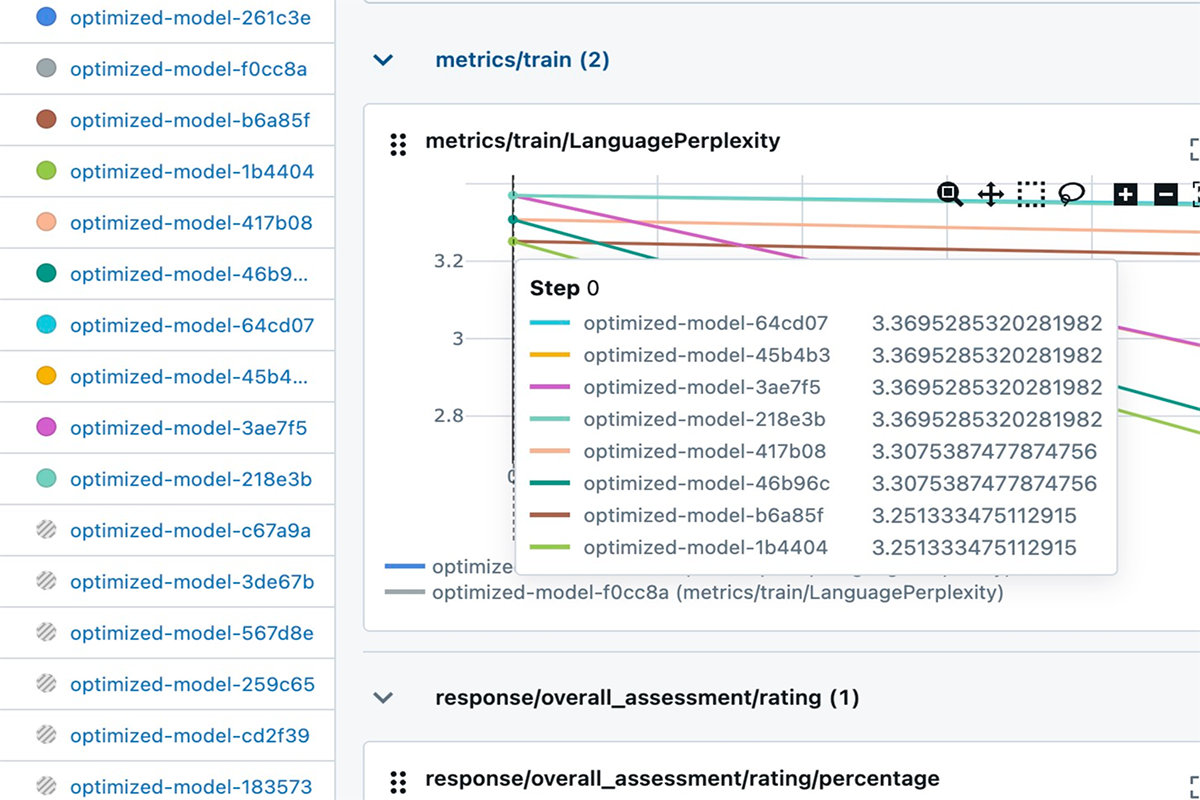 optimized-model-261c3e
optimized-model-f0cc8a
optimized-model-b6a85f
optimized-model-1b4404
optimized-model-417b08
optimized-model-46b9...
optimized-model-64cd07
optimized-model-45b4...
optimized-model-3ae7f5
optimized-model-218e3b
optimized-model-c67a9a
optimized-model-3de67b
optimized-model-567d8e
optimized-model-259c65
optimized-model-cd2f39
optimized-model-183573
metrics/train (2)
metrics/train/LanguagePerplexity
3.2
3
2.8
Step 0
optimized-model-64cd07 3.3695285320281982
optimized-model-45b4b3 3.3695285320281982
optimized-model-3ae7f5 3.3695285320281982
optimized-model-218e3b 3.3695285320281982
optimized-model-417b08 3.3075387477874756
optimized-model-46b96c 3.3075387477874756
optimized-model-b6a85f 3.251333475112915
optimized-model-1b4404 3.251333475112915
optimize
optimized-model-f0cc8a (metrics/train/LanguagePerplexity)
response/overall_assessment/rating (1)
response/overall_assessment/rating/percentage